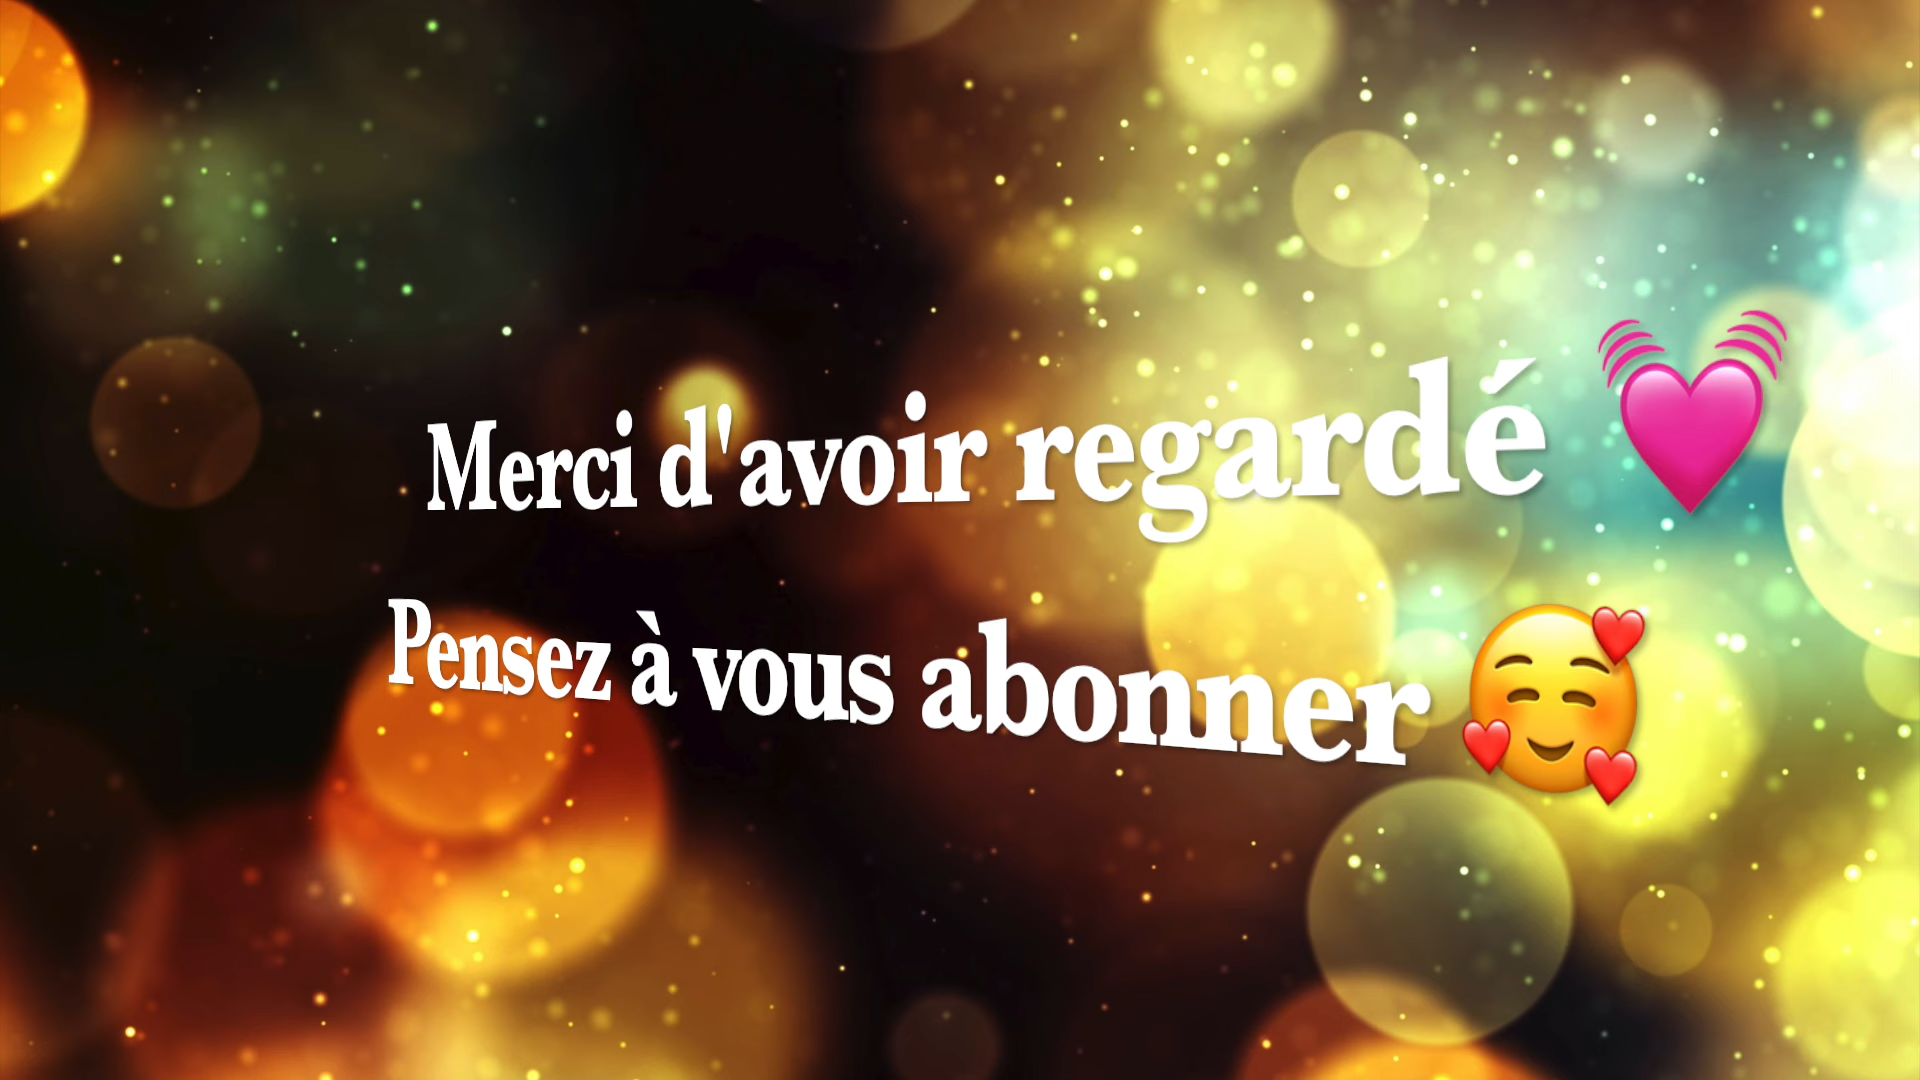 Merci d'avoir regardé 💓
Pensez à vous abonner 🥰